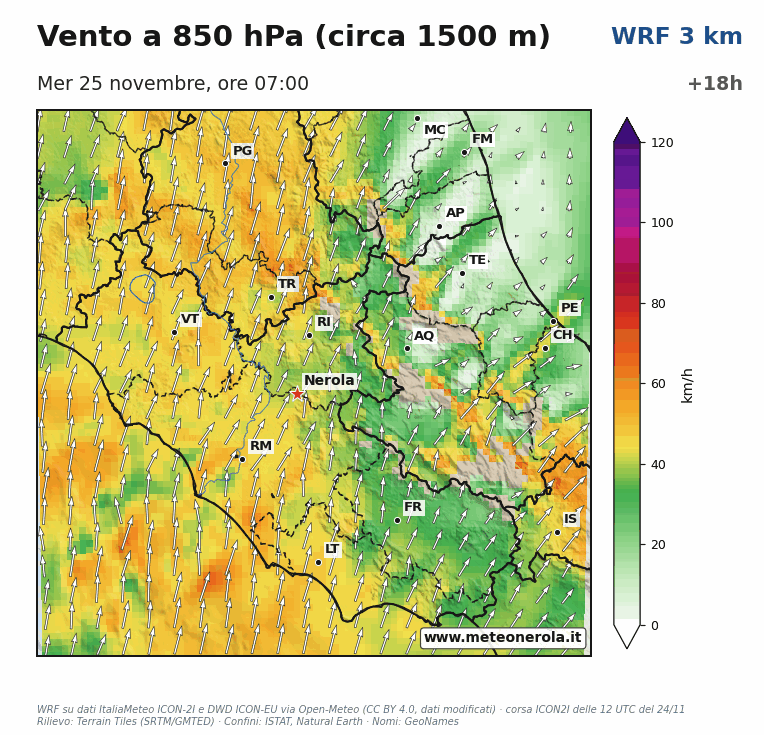 Vento a 850 hPa (circa 1500 m)
WRF 3 km
Mer 25 novembre, ore 07:00
+18h
MC
FM
PG
AP
TE
TR
PE
VT
RI
AQ
CH
Nerola
RM
FR
IS
LT
www.meteonerola.it
120
100
80
60
40
20
0
km/h
WRF su dati ItaliaMeteo ICON-2I e DWD ICON-EU via Open-Meteo (CC BY 4.0, dati modificati) · corsa ICON2I delle 12 UTC del 24/11
Rilievo: Terrain Tiles (SRTM/GMTED) · Confini: ISTAT, Natural Earth · Nomi: GeoNames